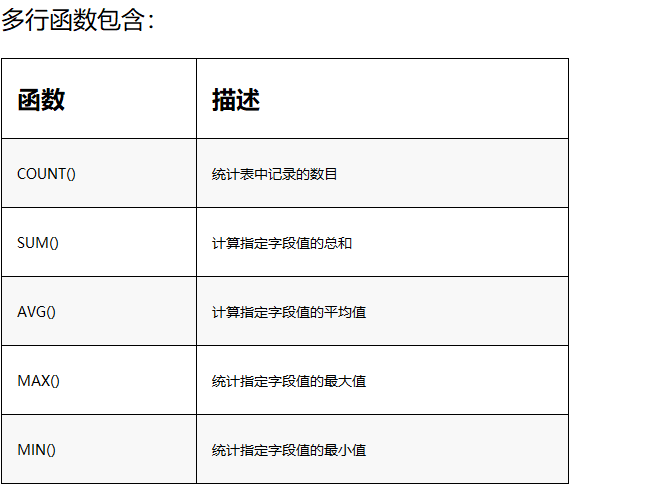 多行函数包含：
函数 描述
COUNT() 统计表中记录的数目
SUM() 计算指定字段值的总和
AVG() 计算指定字段值的平均值
MAX() 统计指定字段值的最大值
MIN() 统计指定字段值的最小值